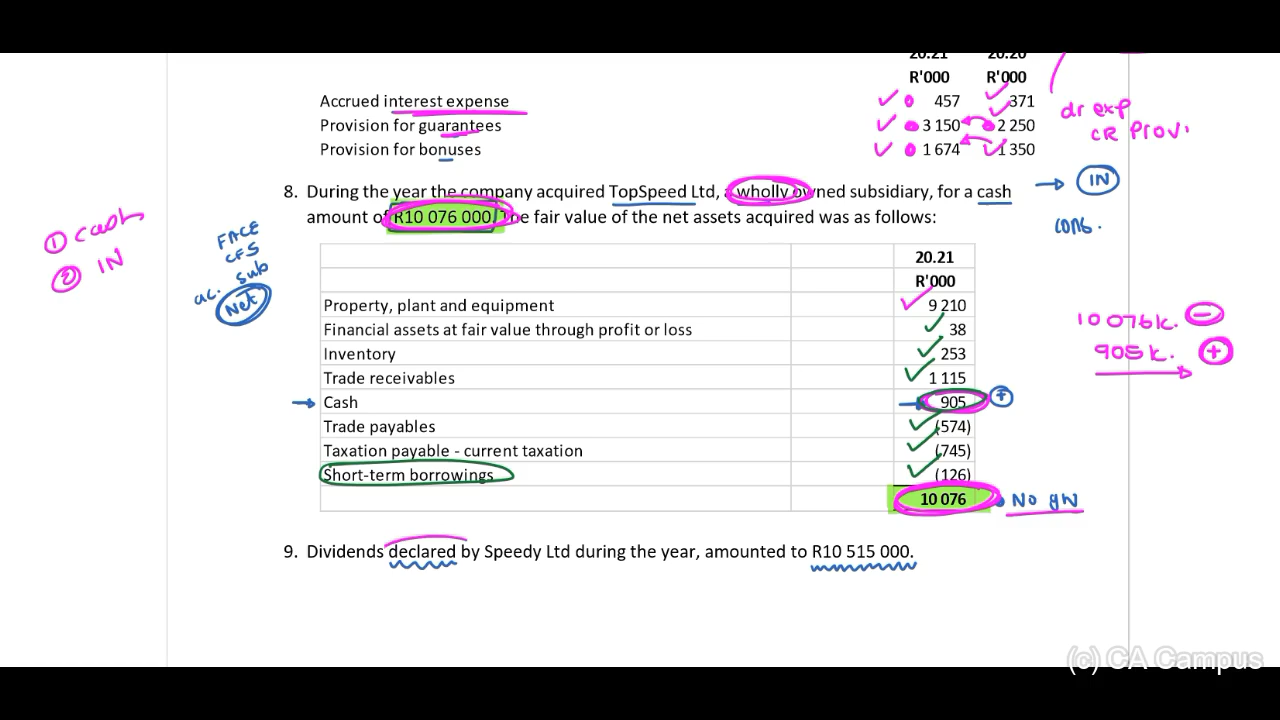 20.21 20.20
R'000 R'000
Accrued interest expense 457 371
Provision for guarantees 3 150 2 250
Provision for bonuses 1 674 1 350
dr exp
CR Provi
8. During the year the company acquired TopSpeed Ltd, a wholly owned subsidiary, for a cash
amount of R10 076 000. The fair value of the net assets acquired was as follows:
→ IN
cons.
① cash
② IN
FACE
CFS
ac. sub
Net
20.21
R'000
Property, plant and equipment 9 210
Financial assets at fair value through profit or loss 38
Inventory 253
Trade receivables 1 115
Cash 905 +
Trade payables (574)
Taxation payable - current taxation (745)
Short-term borrowings (126)
10 076 No gw
10 076k. −
905k. +
9. Dividends declared by Speedy Ltd during the year, amounted to R10 515 000.
(c) CA Campus